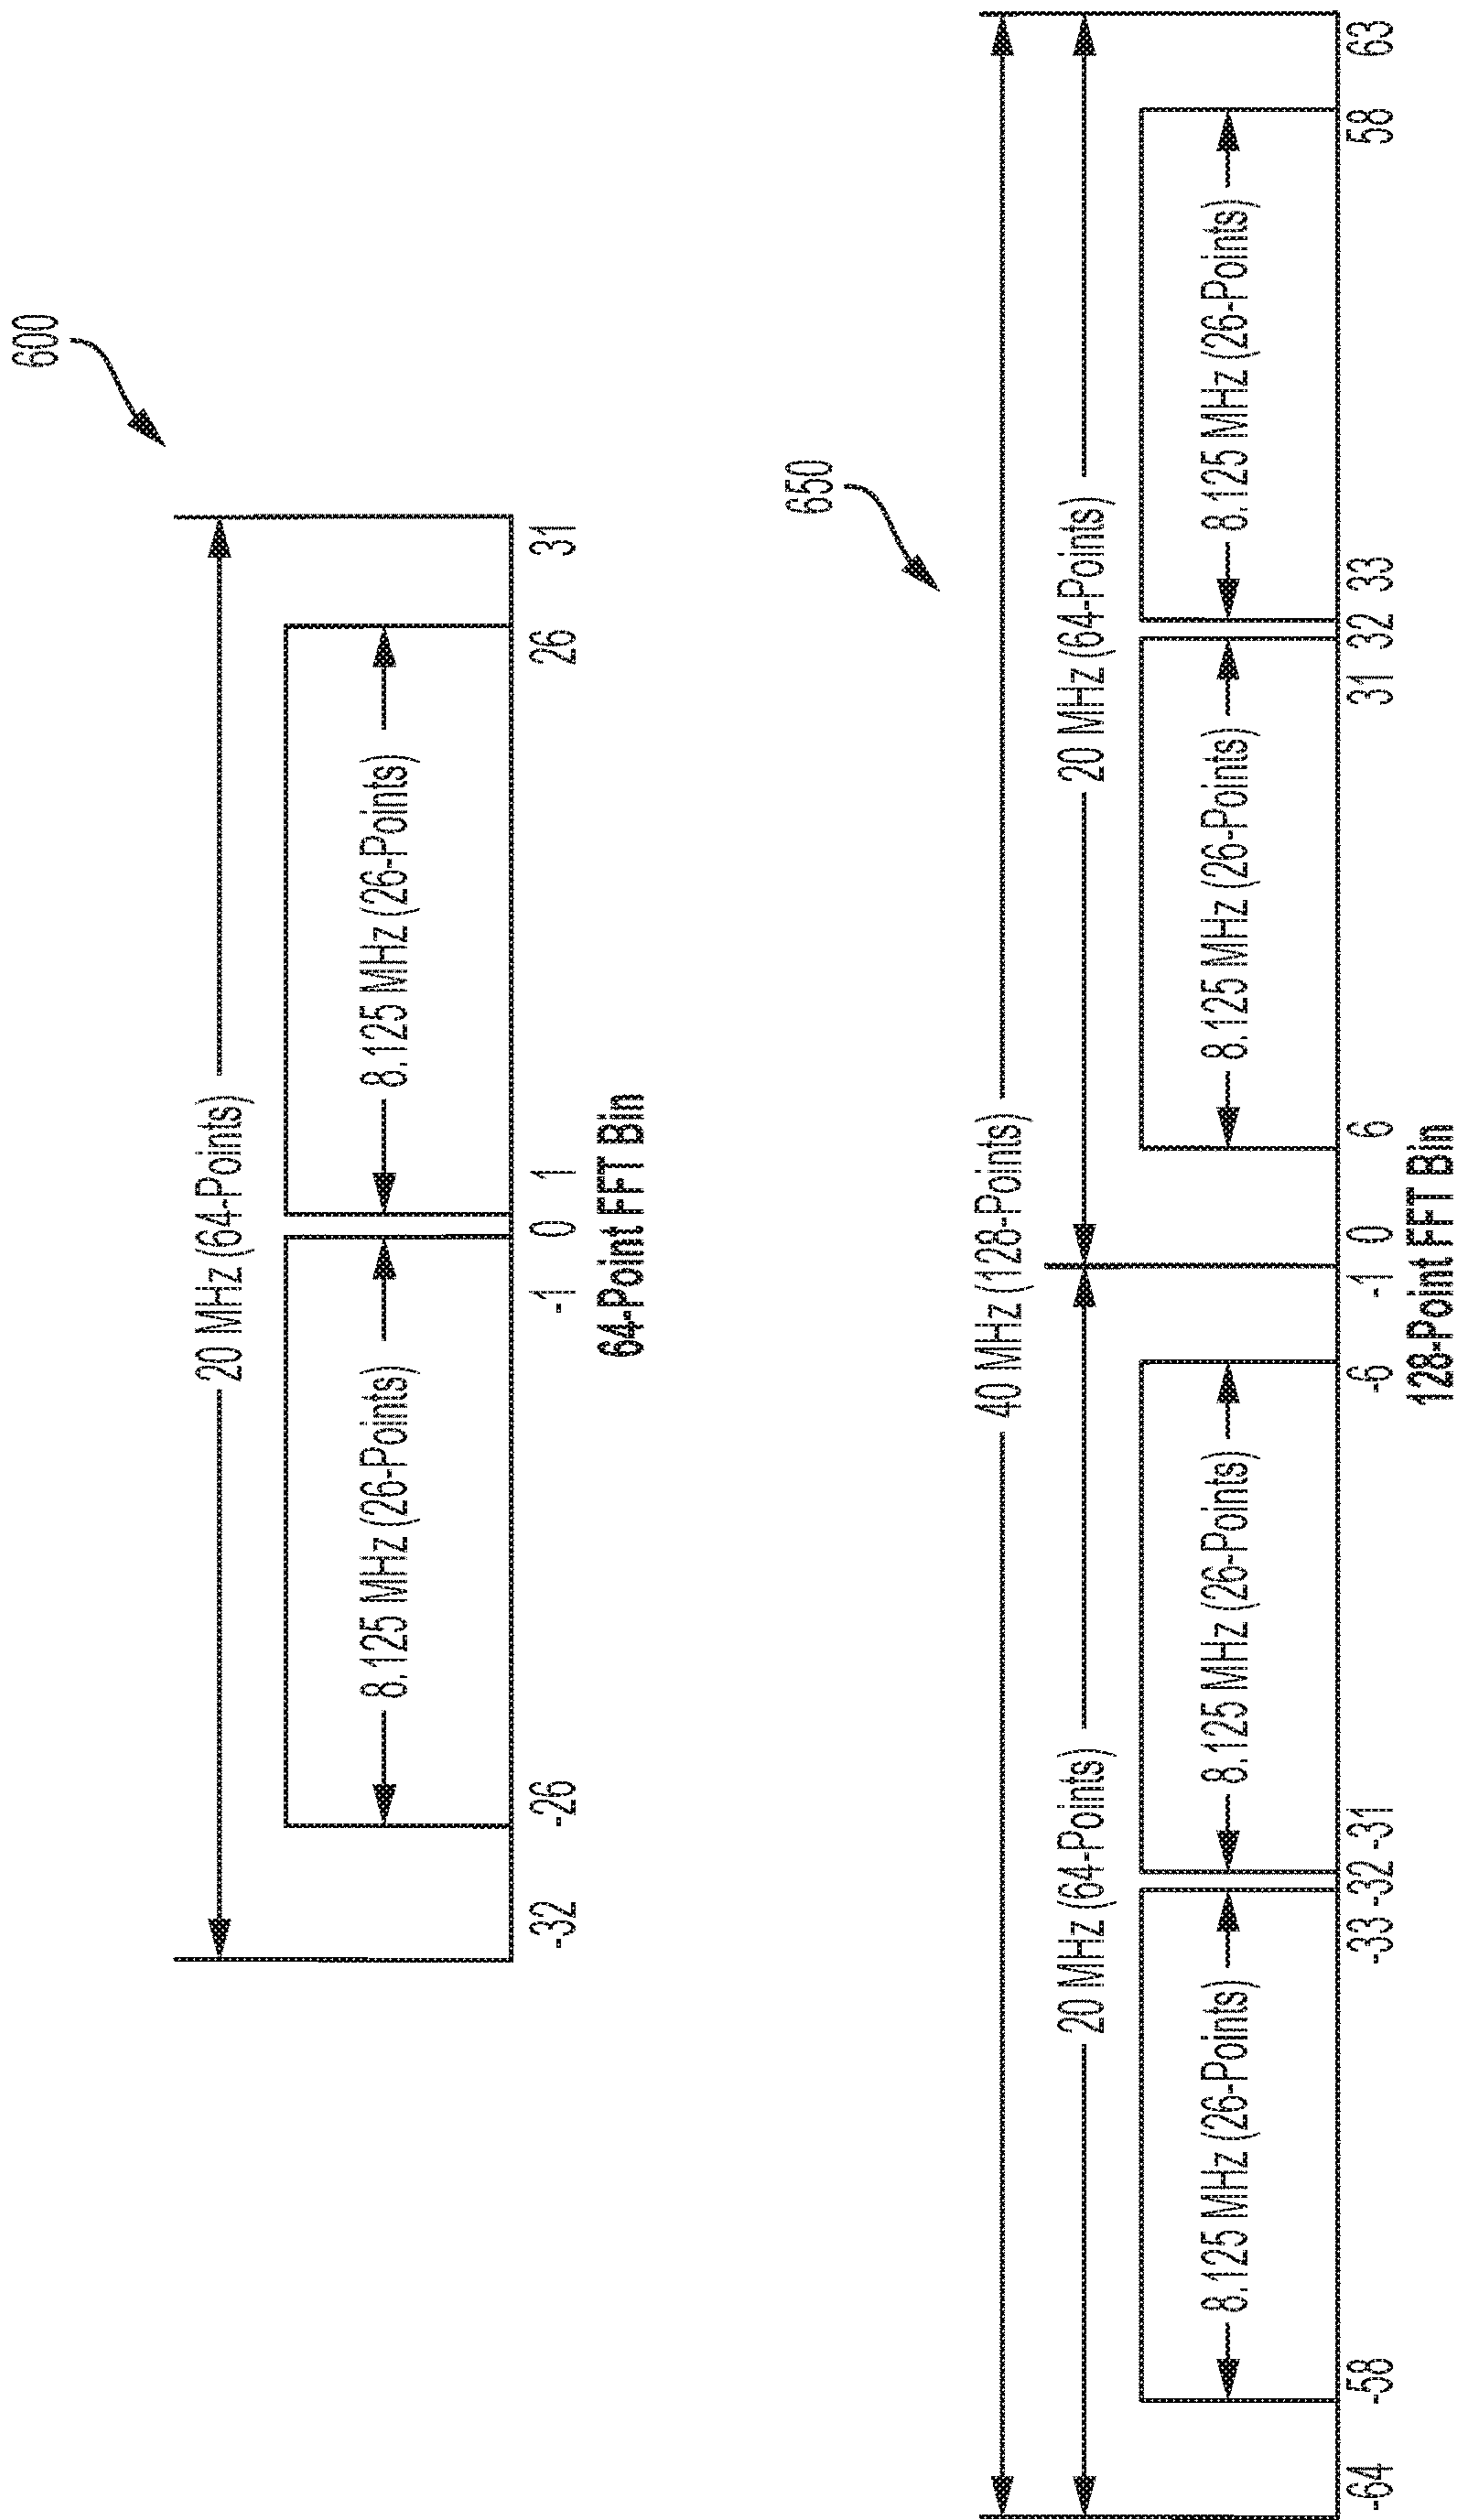 600
20 MHz (64-Points)
8.125 MHz (26-Points) 8.125 MHz (26-Points)
-32 -26 -1 0 1 26 31
64-Point FFT Bin
650
40 MHz (128-Points)
20 MHz (64-Points) 20 MHz (64-Points)
8.125 MHz (26-Points) 8.125 MHz (26-Points) 8.125 MHz (26-Points) 8.125 MHz (26-Points)
-64 -58 -33 -32 -31 -6 -1 0 6 31 32 33 58 63
128-Point FFT Bin